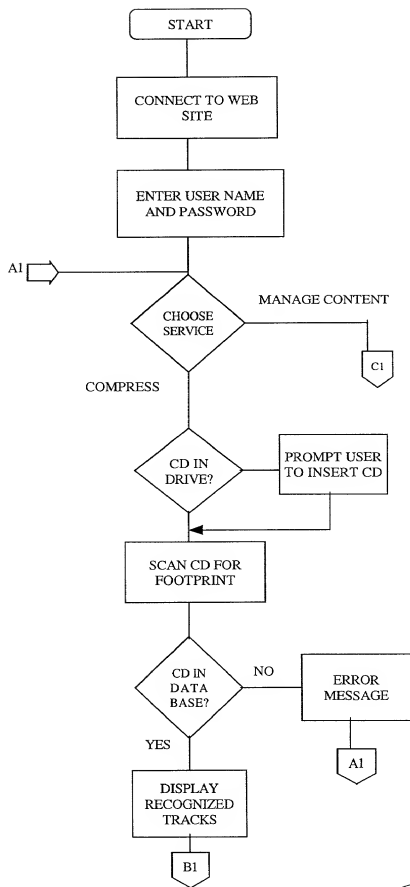 START
CONNECT TO WEB
SITE
ENTER USER NAME
AND PASSWORD
A1
CHOOSE
SERVICE
MANAGE CONTENT
C1
COMPRESS
CD IN
DRIVE?
PROMPT USER
TO INSERT CD
SCAN CD FOR
FOOTPRINT
CD IN
DATA
BASE?
NO
ERROR
MESSAGE
YES
A1
DISPLAY
RECOGNIZED
TRACKS
B1